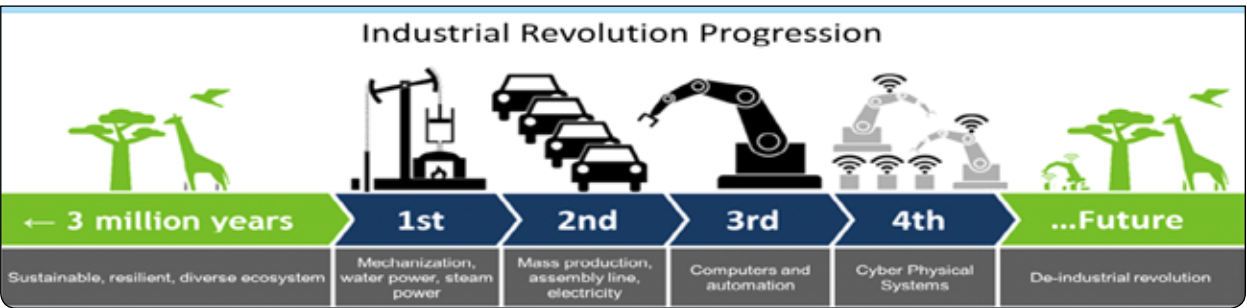 Industrial Revolution Progression
← 3 million years
1st
2nd
3rd
4th
...Future
Sustainable, resilient, diverse ecosystem
Mechanization,
water power, steam
power
Mass production,
assembly line,
electricity
Computers and
automation
Cyber Physical
Systems
De-industrial revolution